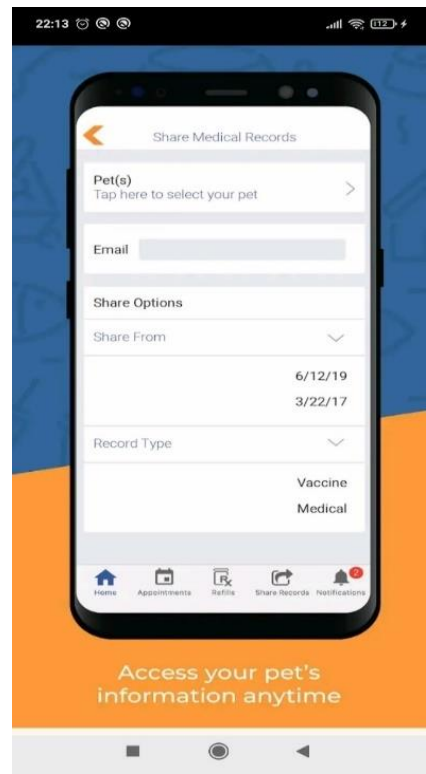 22:13
112
Share Medical Records
Pet(s)
Tap here to select your pet
Email
Share Options
Share From
6/12/19
3/22/17
Record Type
Vaccine
Medical
2
Rx
Home Appointments Refills Share Records Notifications
Access your pet's
information anytime